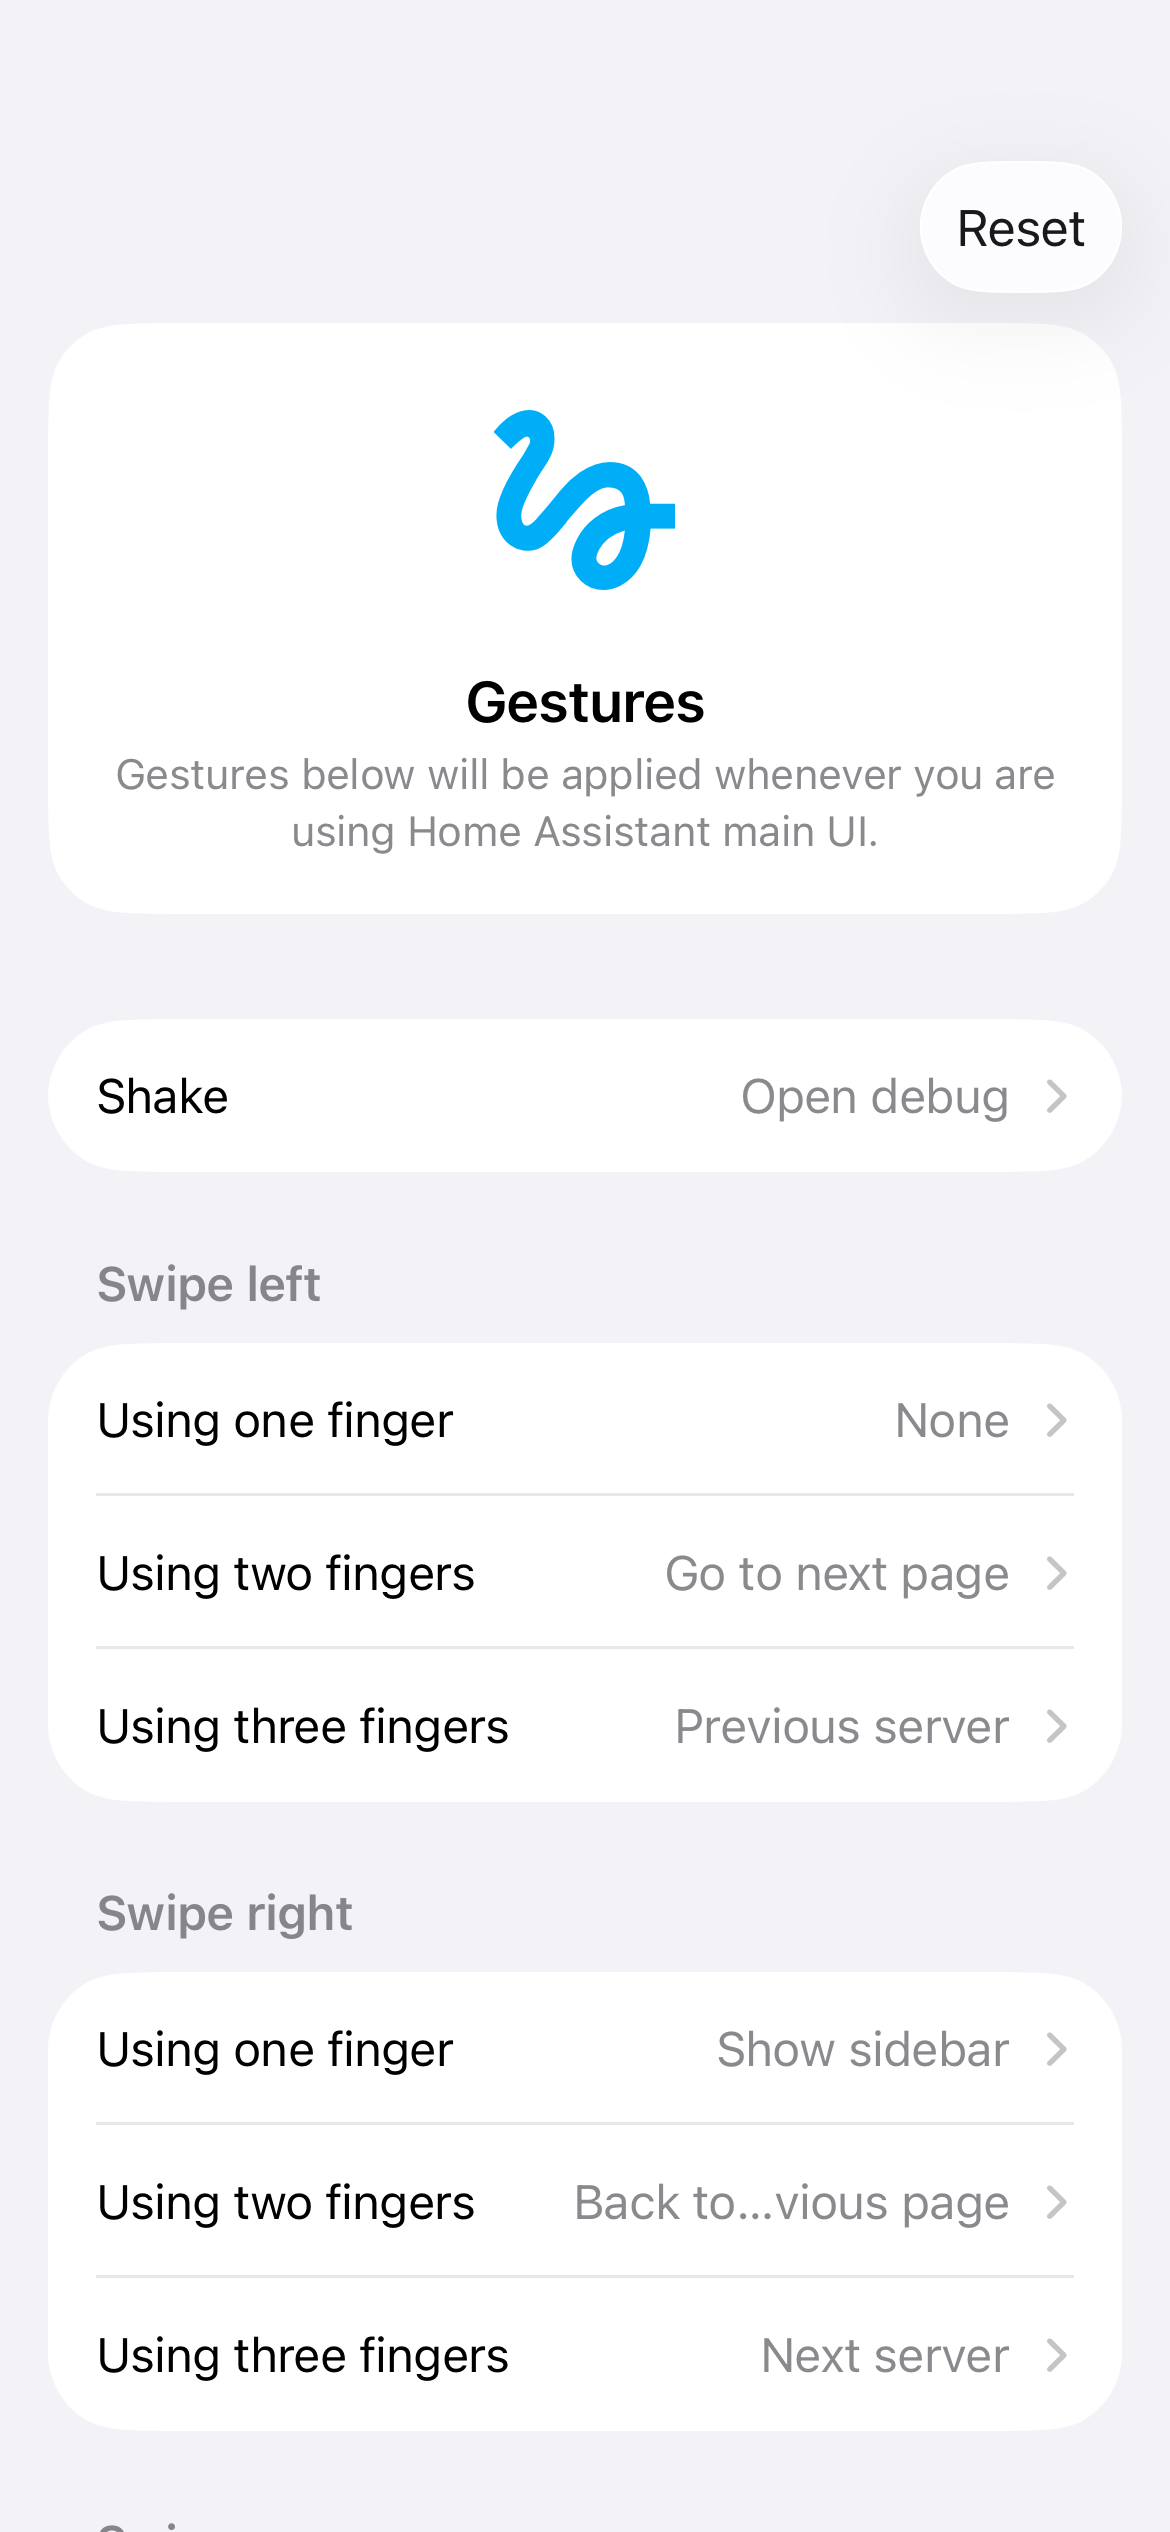 Reset
Gestures
Gestures below will be applied whenever you are
using Home Assistant main UI.
Shake Open debug
Swipe left
Using one finger None
Using two fingers Go to next page
Using three fingers Previous server
Swipe right
Using one finger Show sidebar
Using two fingers Back to...vious page
Using three fingers Next server